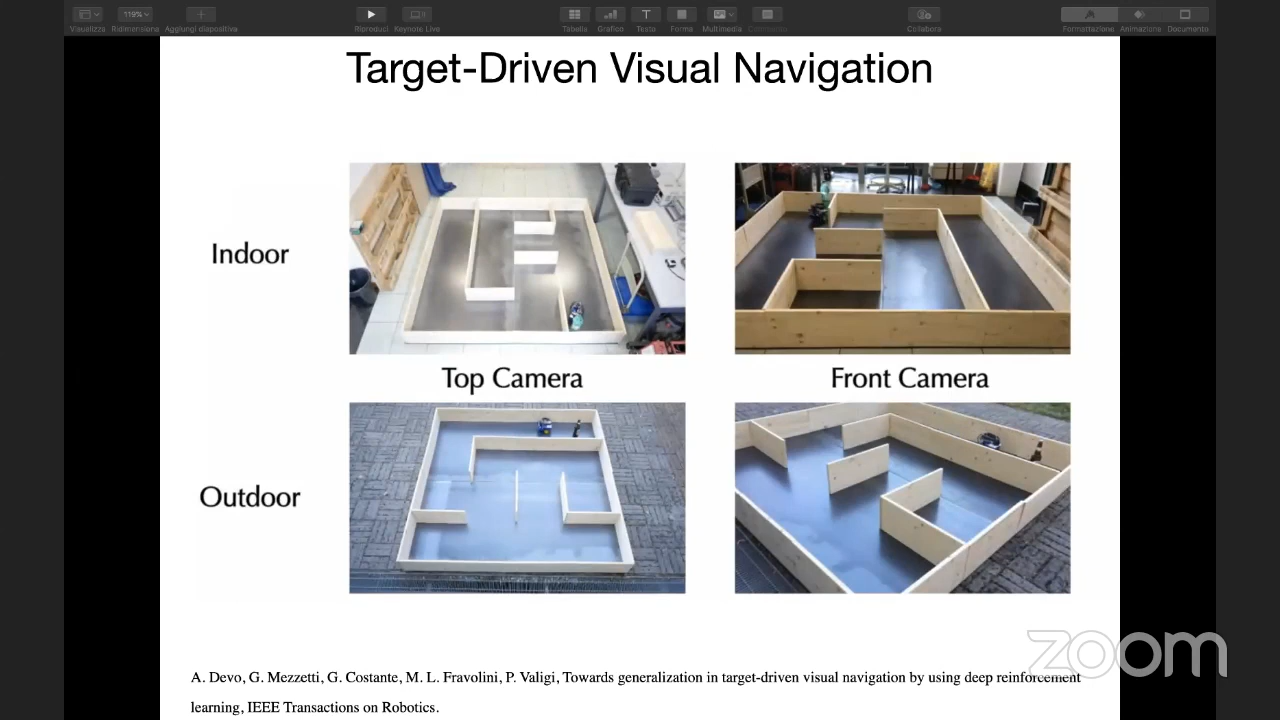 119%
Visualizza Ridimensiona Aggiungi diapositiva Riproduci Keynote Live Tabella Grafico Testo Forma Multimedia Commento Collabora Formattazione Animazione Documento
Target-Driven Visual Navigation
Indoor
Top Camera Front Camera
Outdoor
zoom
A. Devo, G. Mezzetti, G. Costante, M. L. Fravolini, P. Valigi, Towards generalization in target-driven visual navigation by using deep reinforcement
learning, IEEE Transactions on Robotics.